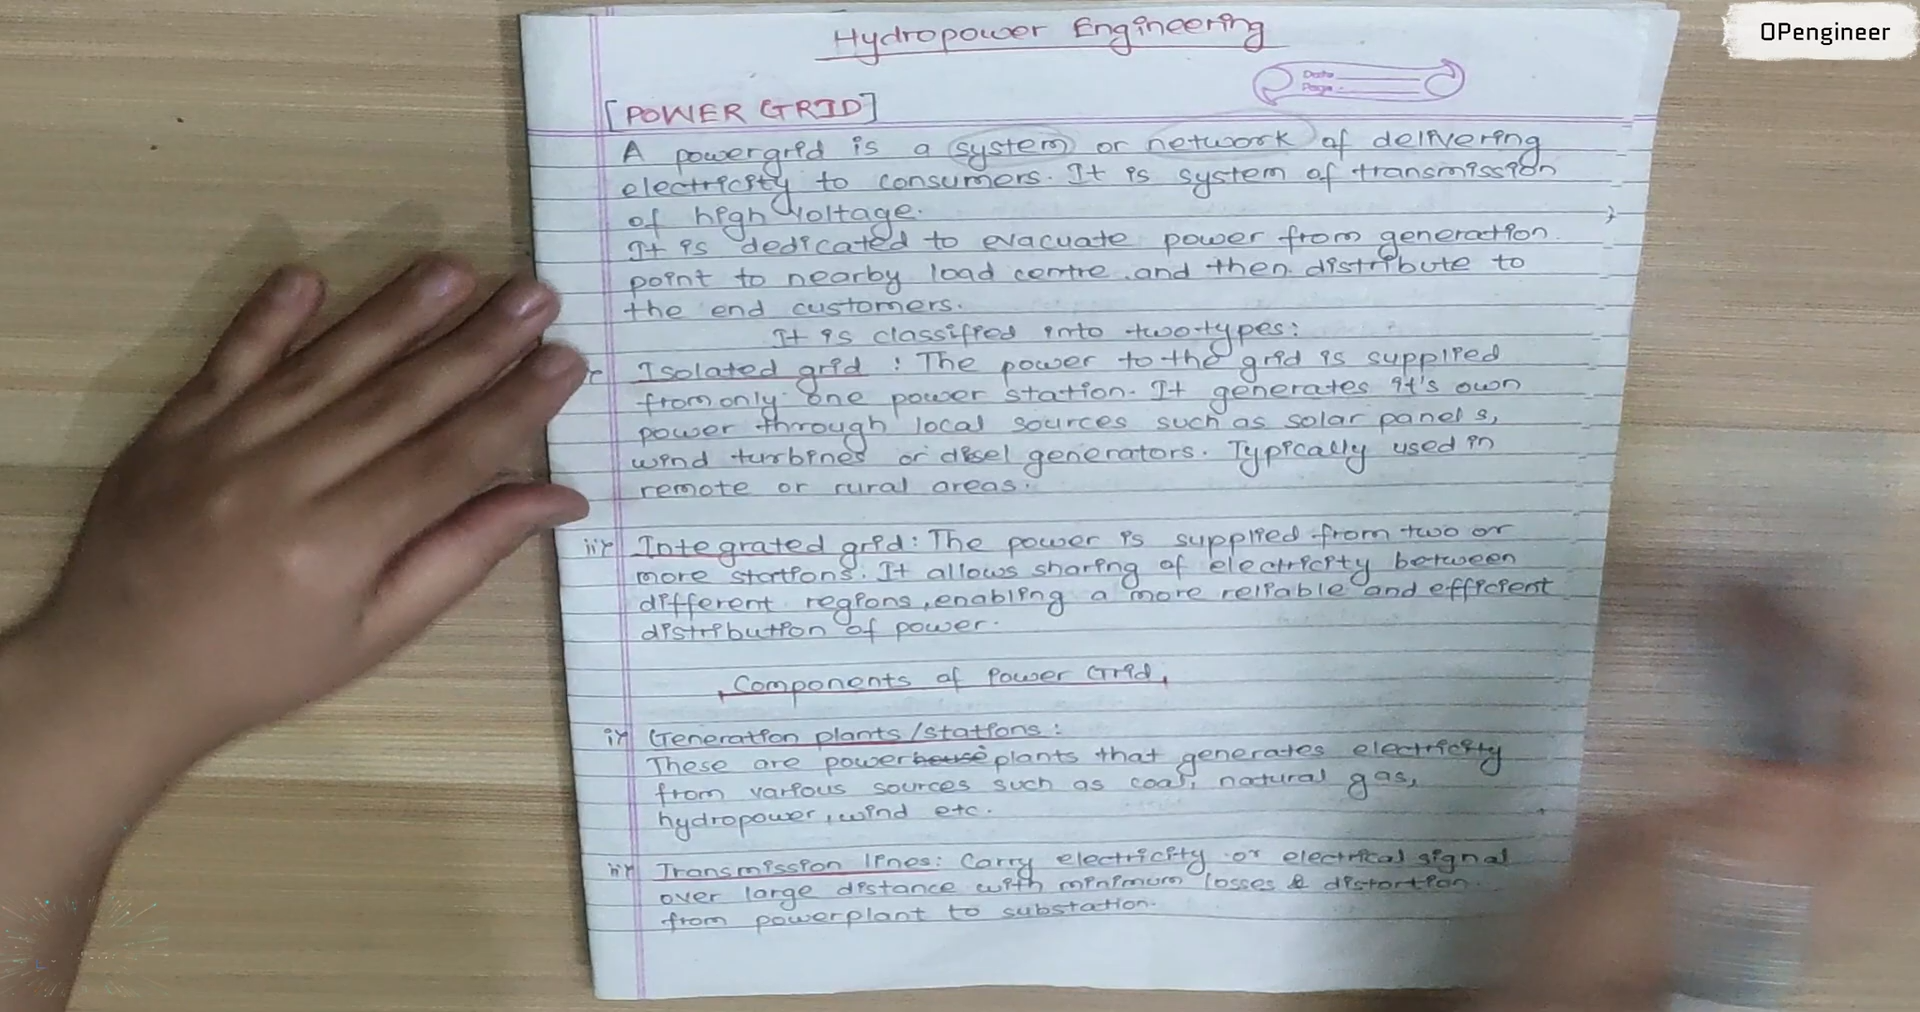 Hydropower Engineering
OPengineer
Date
Page
[POWER GRID]
A powergrid is a system or network of delivering
electricity to consumers. It is system of transmission
of high voltage.
It is dedicated to evacuate power from generation
point to nearby load centre and then distribute to
the end customers.
It is classified into two types:
Isolated grid : The power to the grid is supplied
from only one power station. It generates it's own
power through local sources such as solar panels,
wind turbines or disel generators. Typically used in
remote or rural areas.
ii) Integrated grid: The power is supplied from two or
more stations. It allows sharing of electricity between
different regions, enabling a more reliable and efficient
distribution of power.
Components of Power Grid
i) Generation plants/stations:
These are powerhouse plants that generates electricity
from various sources such as coal, natural gas,
hydropower, wind etc.
ii) Transmission lines: Carry electricity or electrical signal
over large distance with minimum losses & distortion
from powerplant to substation.